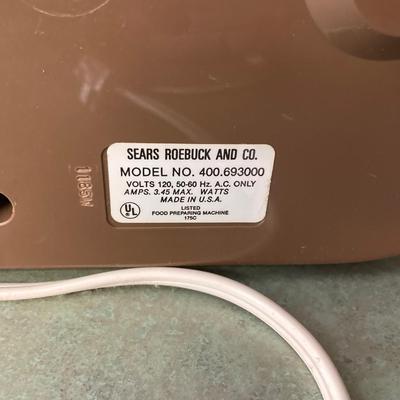 SEARS ROEBUCK AND CO.
MODEL NO. 400.693000
VOLTS 120, 50-60 Hz. A.C. ONLY
AMPS. 3.45 MAX. WATTS
MADE IN U.S.A.
UL
LISTED
FOOD PREPARING MACHINE
175C